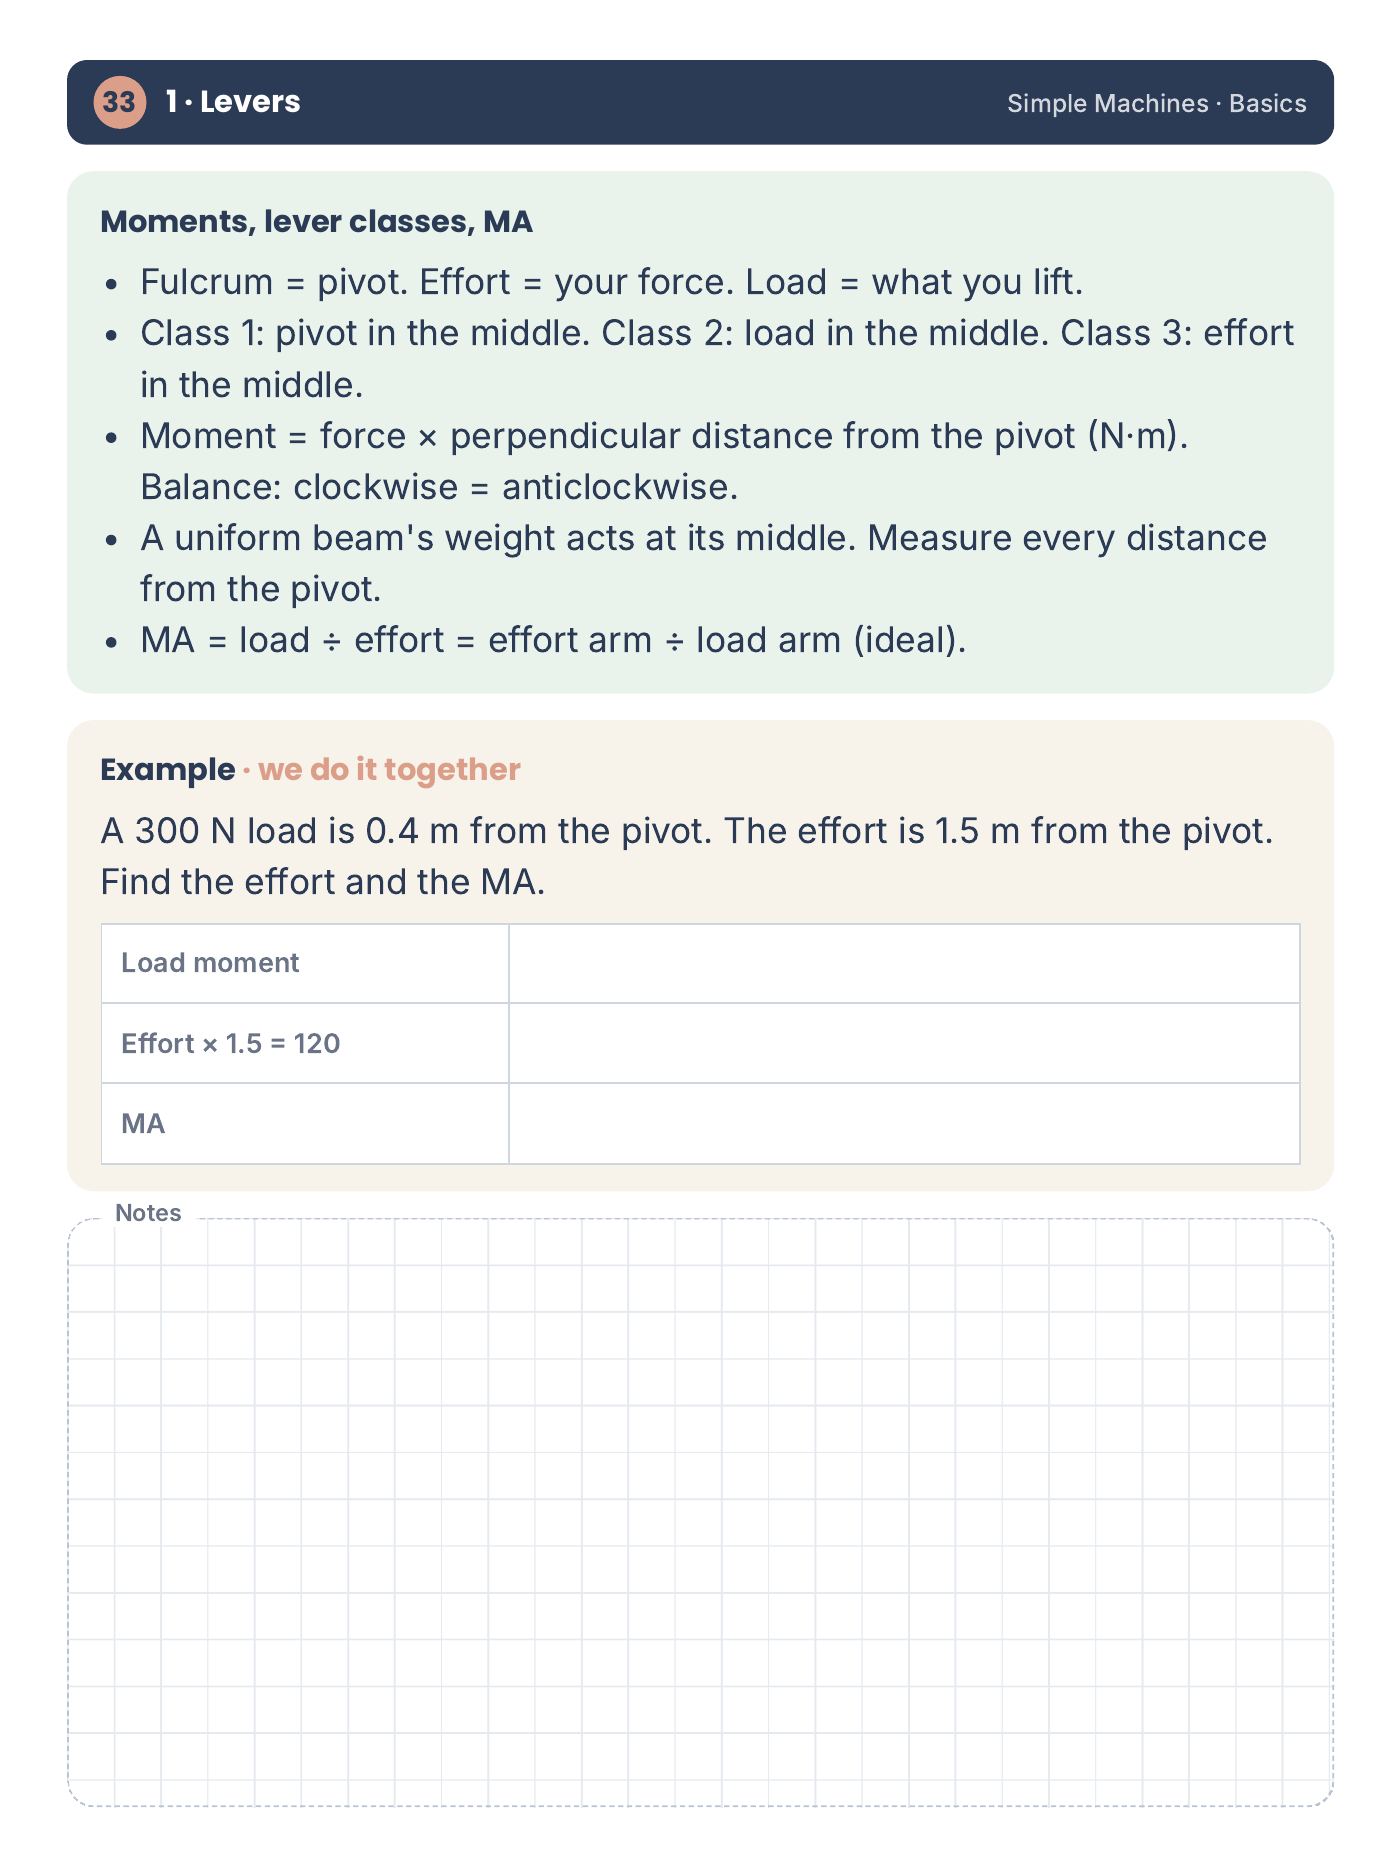 33 1 · Levers
Simple Machines · Basics
Moments, lever classes, MA
• Fulcrum = pivot. Effort = your force. Load = what you lift.
• Class 1: pivot in the middle. Class 2: load in the middle. Class 3: effort
in the middle.
• Moment = force × perpendicular distance from the pivot (N·m).
Balance: clockwise = anticlockwise.
• A uniform beam's weight acts at its middle. Measure every distance
from the pivot.
• MA = load ÷ effort = effort arm ÷ load arm (ideal).
Example · we do it together
A 300 N load is 0.4 m from the pivot. The effort is 1.5 m from the pivot.
Find the effort and the MA.
Load moment
Effort × 1.5 = 120
MA
Notes